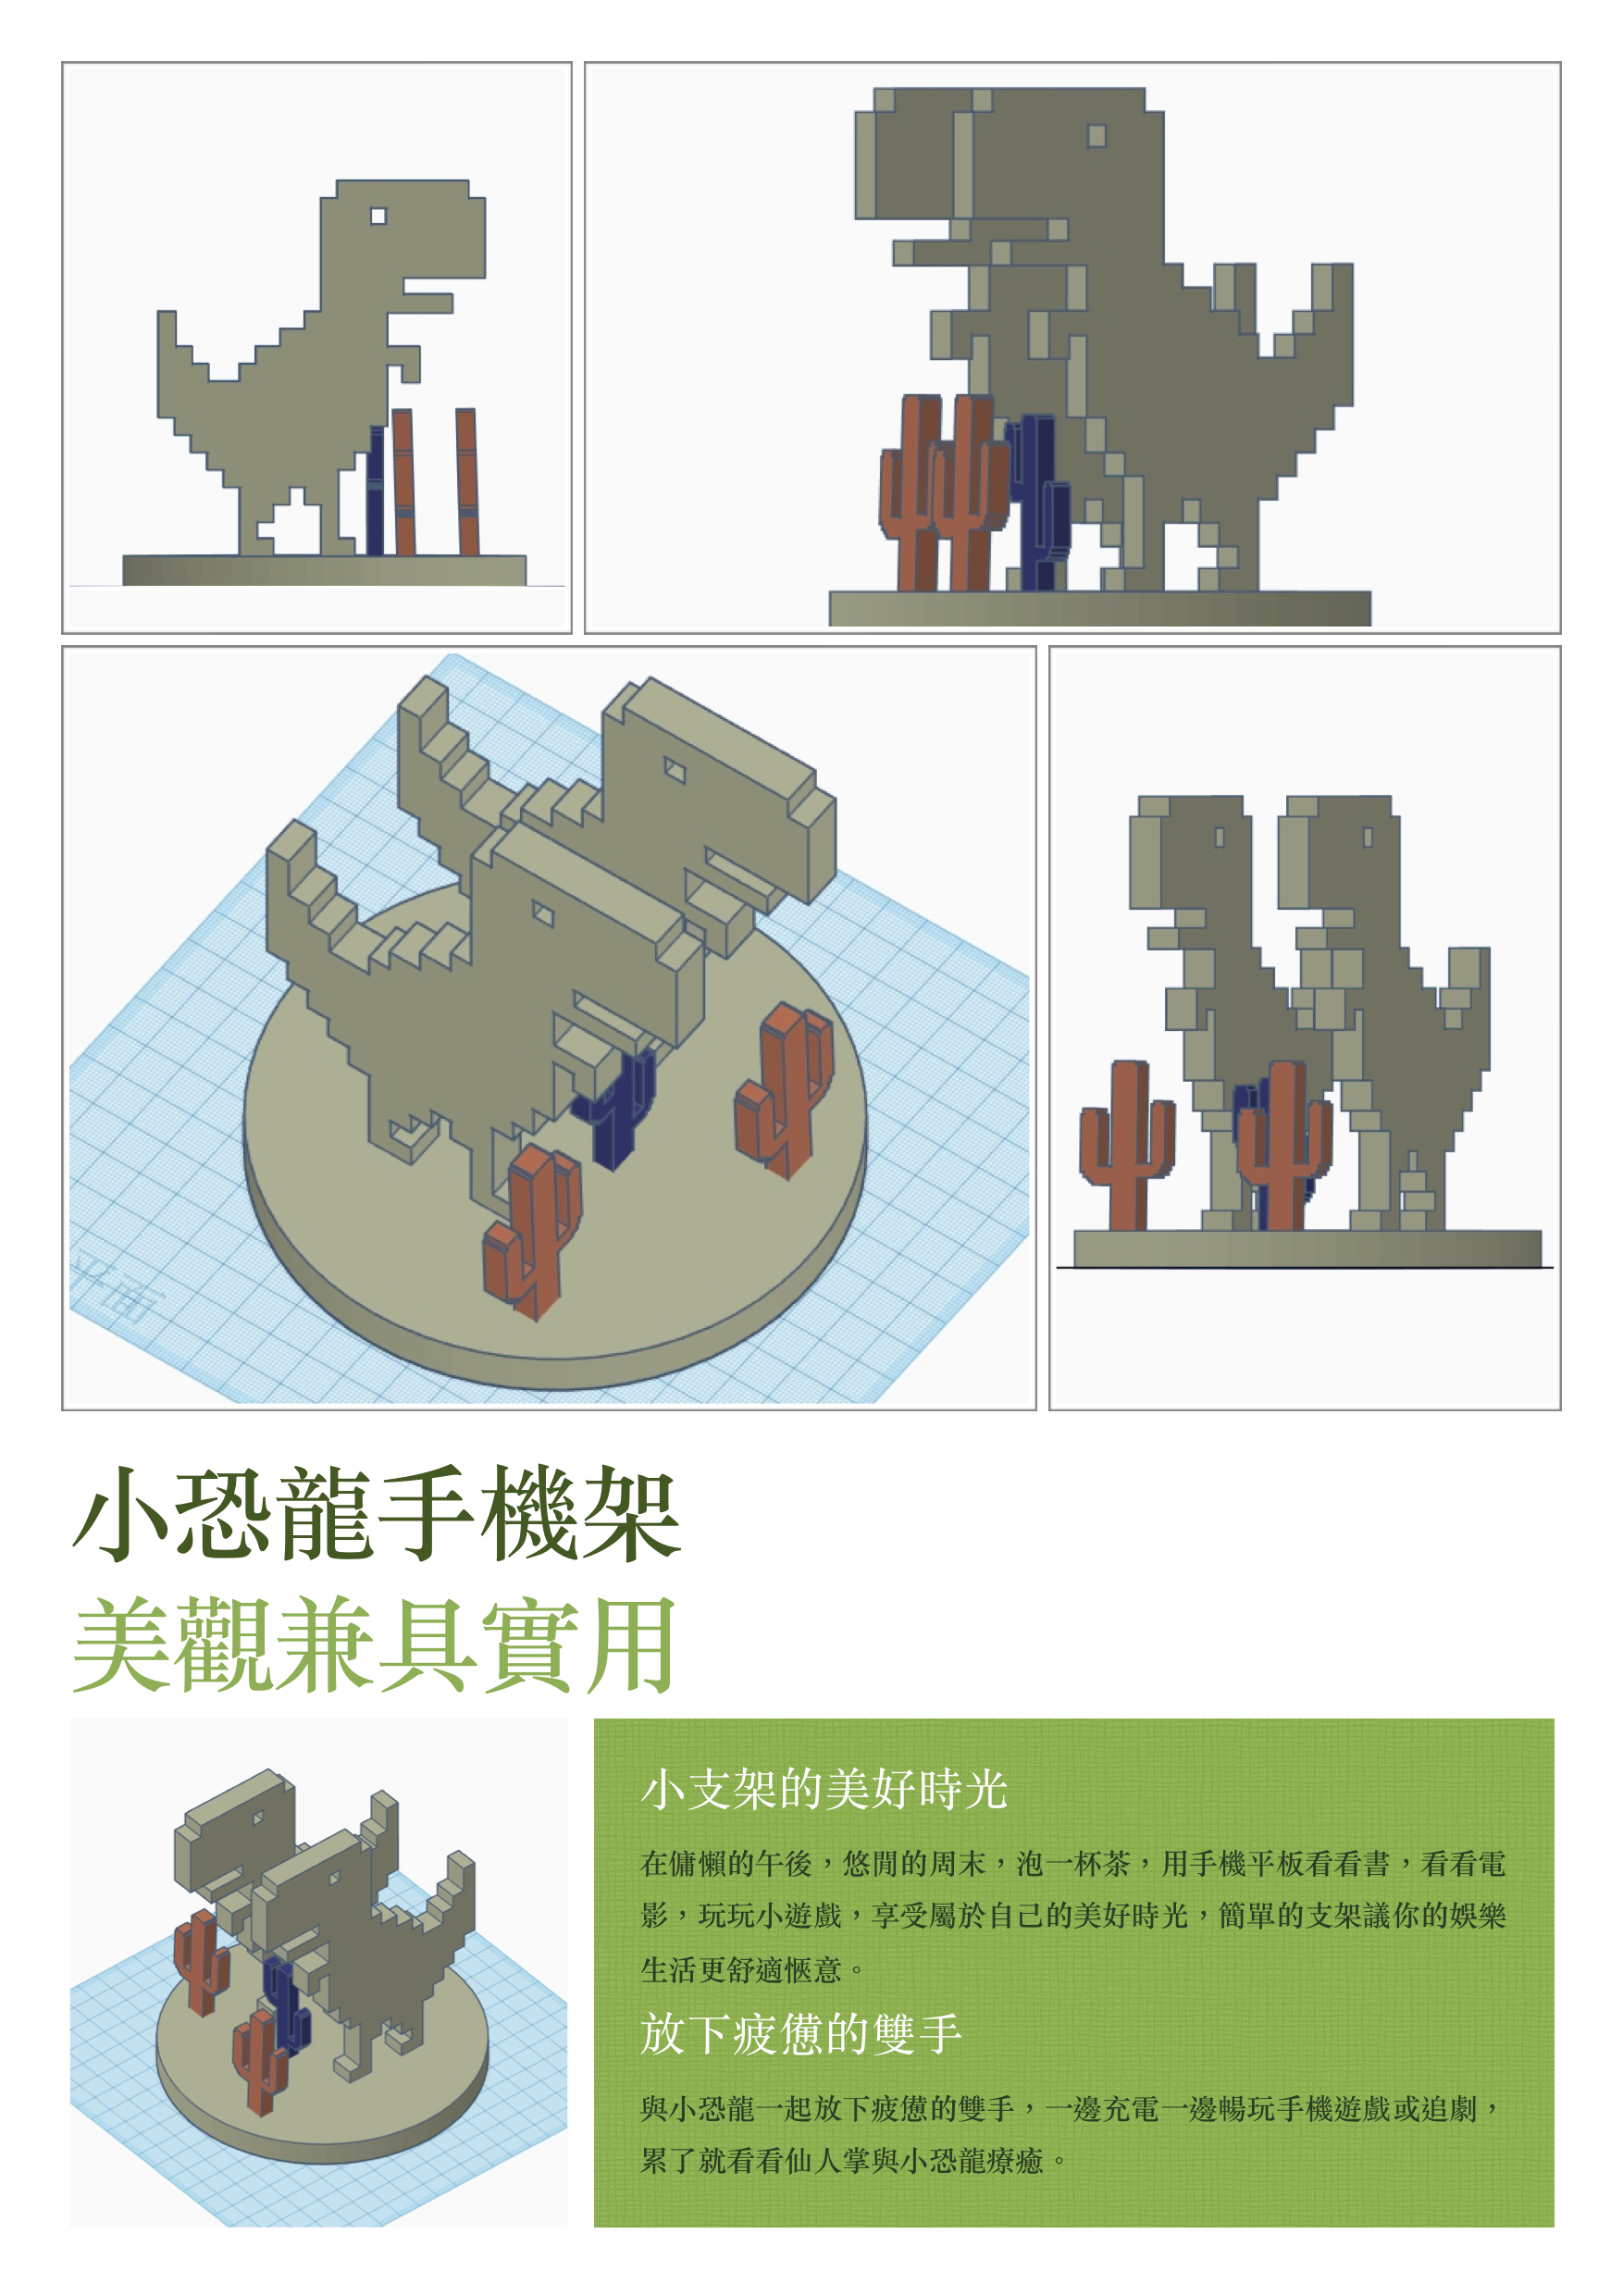 平面
小恐龍手機架
美觀兼具實用
小支架的美好時光
在傭懶的午後，悠閒的周末，泡一杯茶，用手機平板看看書，看看電
影，玩玩小遊戲，享受屬於自己的美好時光，簡單的支架議你的娛樂
生活更舒適愜意。
放下疲憊的雙手
與小恐龍一起放下疲憊的雙手，一邊充電一邊暢玩手機遊戲或追劇，
累了就看看仙人掌與小恐龍療癒。